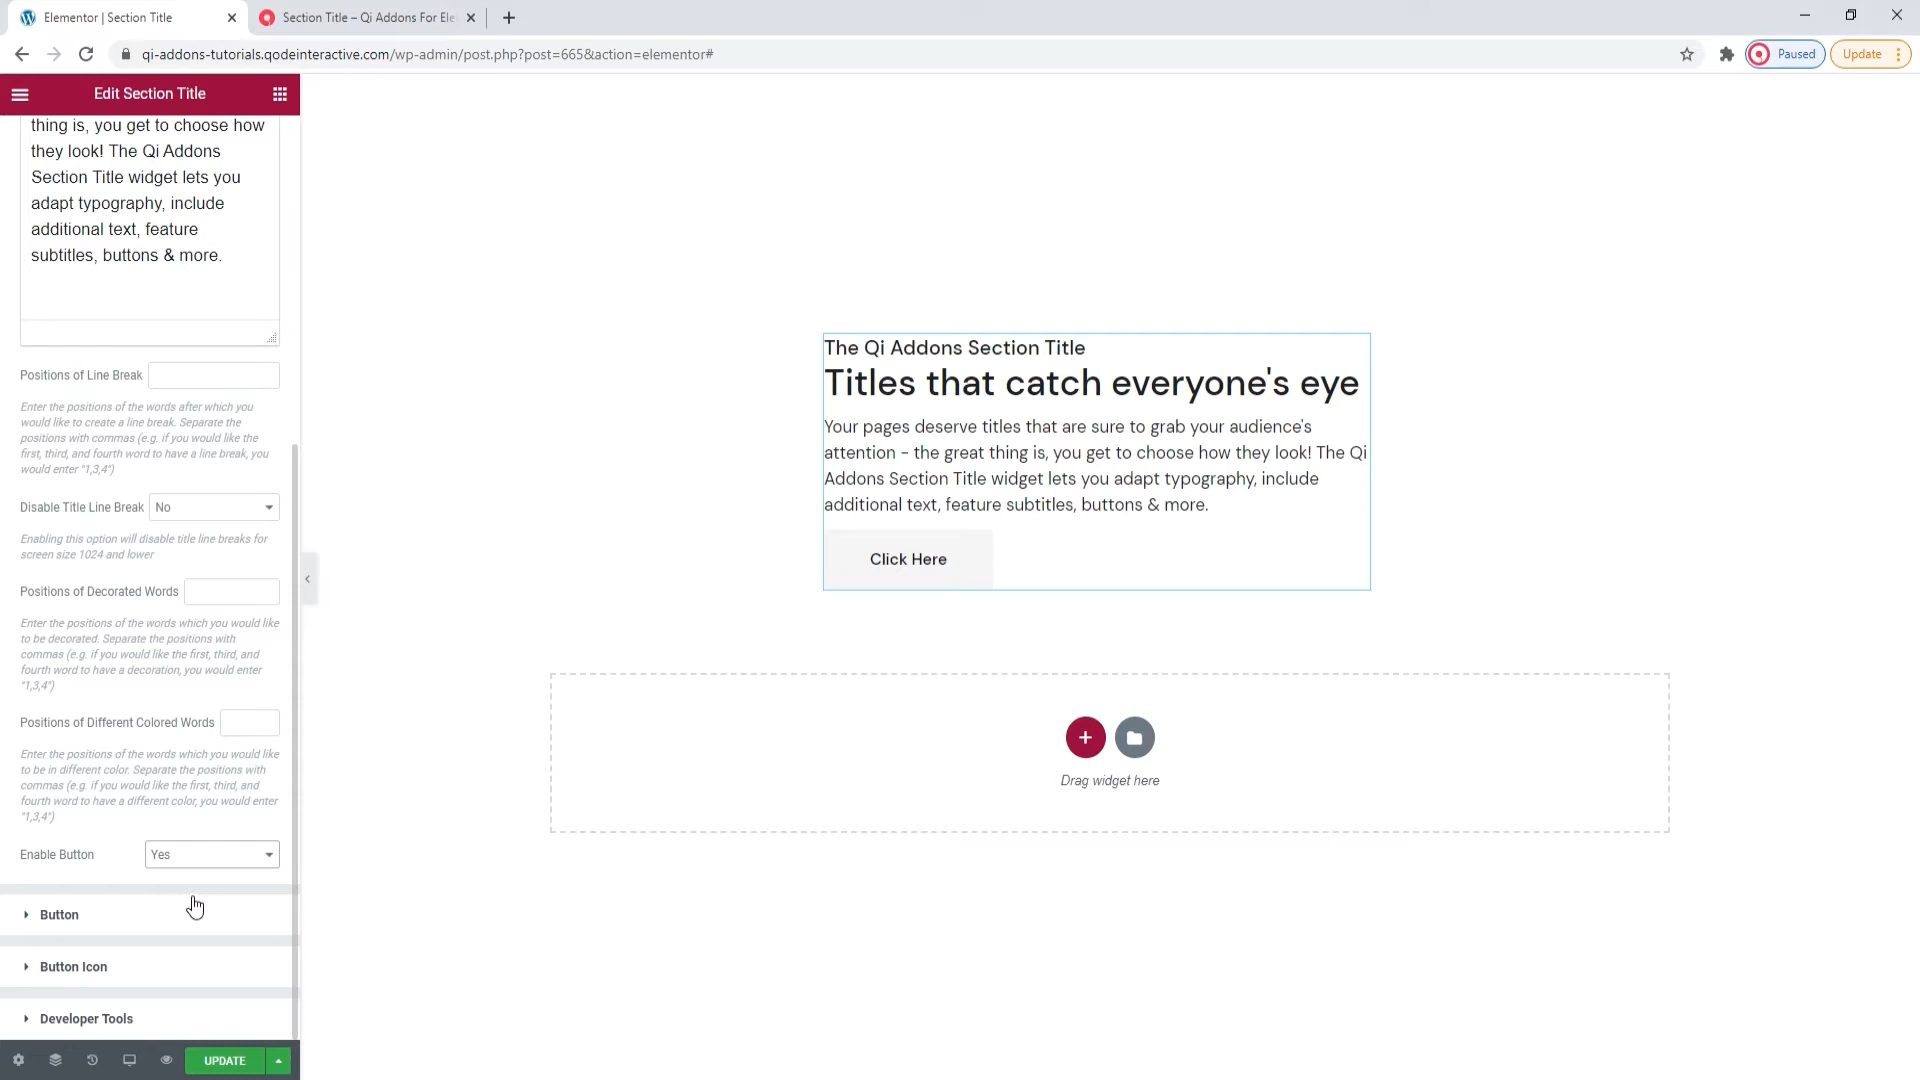 Elementor | Section Title
Section Title – Qi Addons For Ele
qi-addons-tutorials.qodeinteractive.com/wp-admin/post.php?post=665&action=elementor#
Paused
Update
Edit Section Title
thing is, you get to choose how
they look! The Qi Addons
Section Title widget lets you
adapt typography, include
additional text, feature
subtitles, buttons & more.
Positions of Line Break
Enter the positions of the words after which you
would like to create a line break. Separate the
positions with commas (e.g. if you would like the
first, third, and fourth word to have a line break, you
would enter "1,3,4")
Disable Title Line Break No
Enabling this option will disable title line breaks for
screen size 1024 and lower
Positions of Decorated Words
Enter the positions of the words which you would like
to be decorated. Separate the positions with
commas (e.g. if you would like the first, third, and
fourth word to have a decoration, you would enter
"1,3,4")
Positions of Different Colored Words
Enter the positions of the words which you would like
to be in different color. Separate the positions with
commas (e.g. if you would like the first, third, and
fourth word to have a different color, you would enter
"1,3,4")
Enable Button Yes
Button
Button Icon
Developer Tools
UPDATE
The Qi Addons Section Title
Titles that catch everyone's eye
Your pages deserve titles that are sure to grab your audience's
attention - the great thing is, you get to choose how they look! The Qi
Addons Section Title widget lets you adapt typography, include
additional text, feature subtitles, buttons & more.
Click Here
Drag widget here